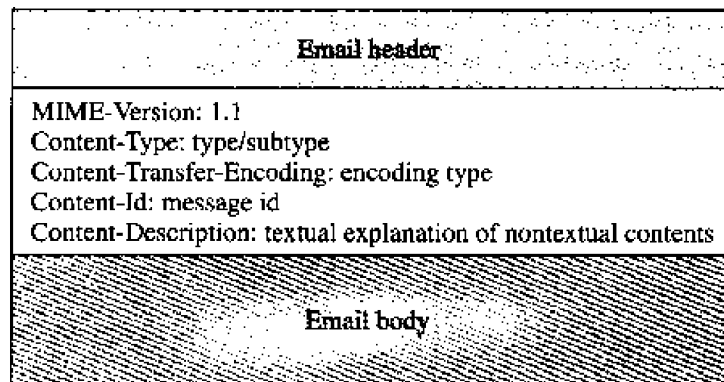 Email header
MIME-Version: 1.1
Content-Type: type/subtype
Content-Transfer-Encoding: encoding type
Content-Id: message id
Content-Description: textual explanation of nontextual contents
Email body